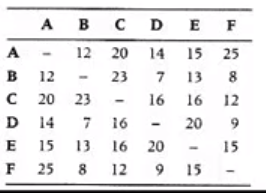 A B C D E F
A – 12 20 14 15 25
B 12 – 23 7 13 8
C 20 23 – 16 16 12
D 14 7 16 – 20 9
E 15 13 16 20 – 15
F 25 8 12 9 15 –